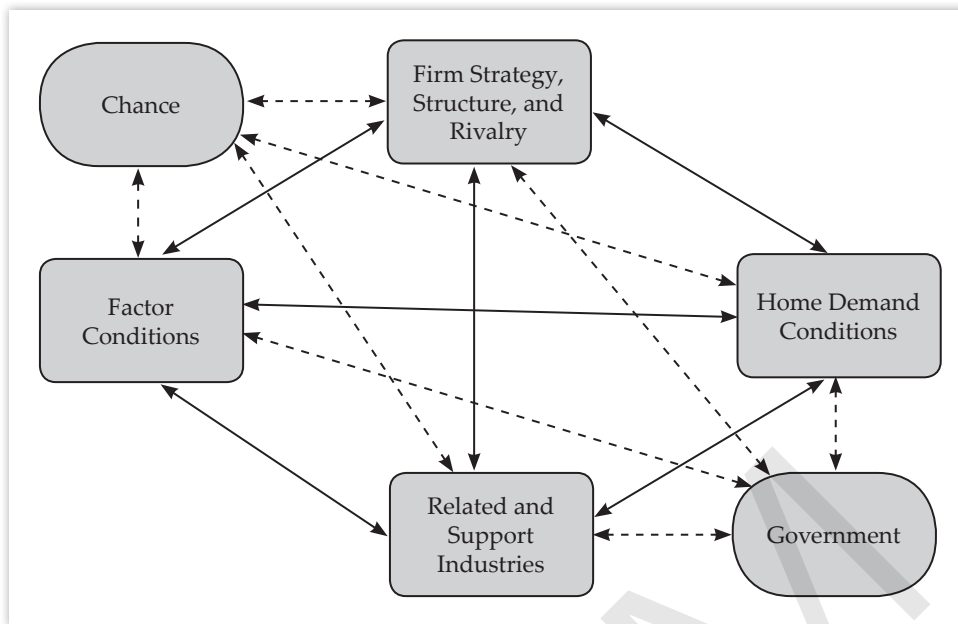 Chance
Firm Strategy,
Structure, and
Rivalry
Factor
Conditions
Home Demand
Conditions
Related and
Support
Industries
Government